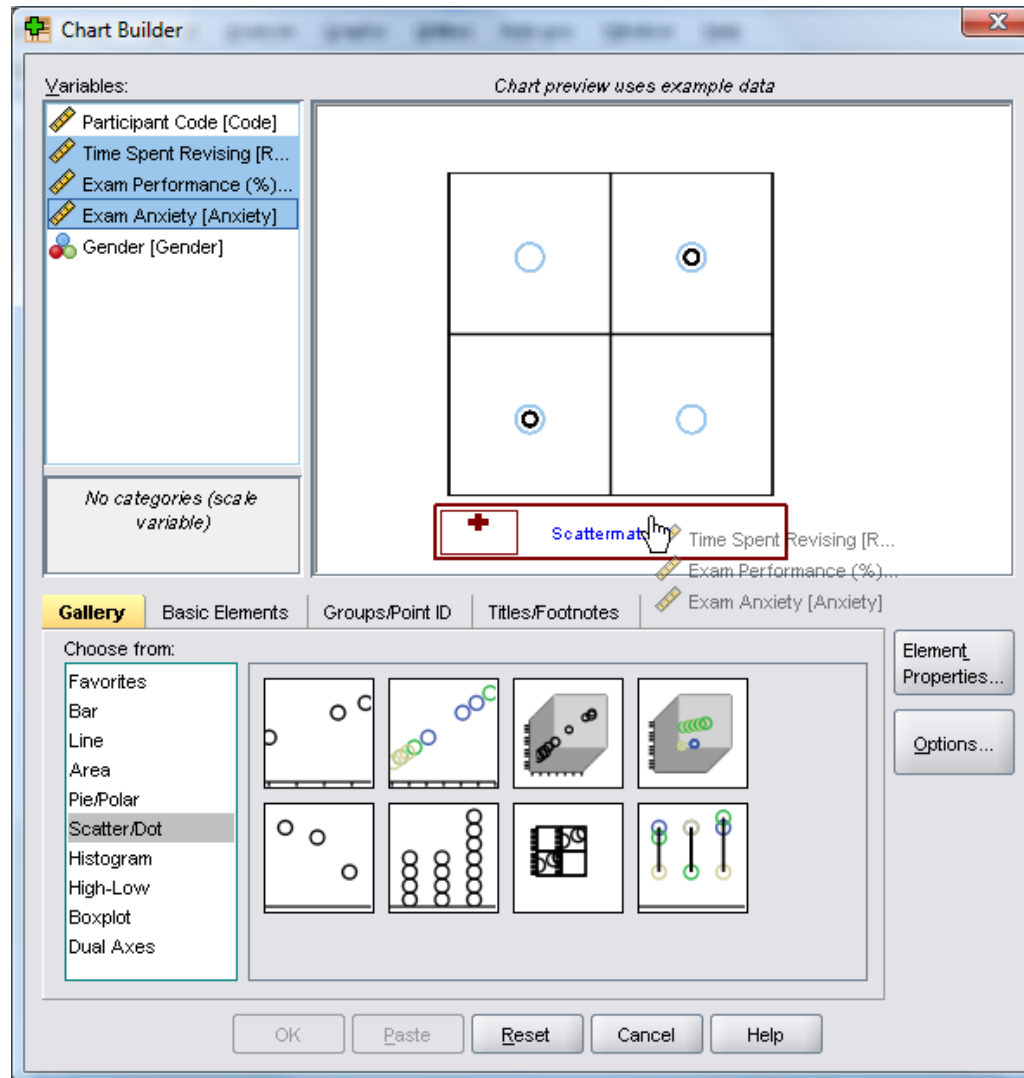 Chart Builder
Variables:
Chart preview uses example data
Participant Code [Code]
Time Spent Revising [R...
Exam Performance (%)...
Exam Anxiety [Anxiety]
Gender [Gender]
No categories (scale
variable)
Scattermat
Time Spent Revising [R...
Exam Performance (%)...
Exam Anxiety [Anxiety]
Gallery
Basic Elements
Groups/Point ID
Titles/Footnotes
Choose from:
Favorites
Bar
Line
Area
Pie/Polar
Scatter/Dot
Histogram
High-Low
Boxplot
Dual Axes
Element
Properties...
Options...
OK
Paste
Reset
Cancel
Help